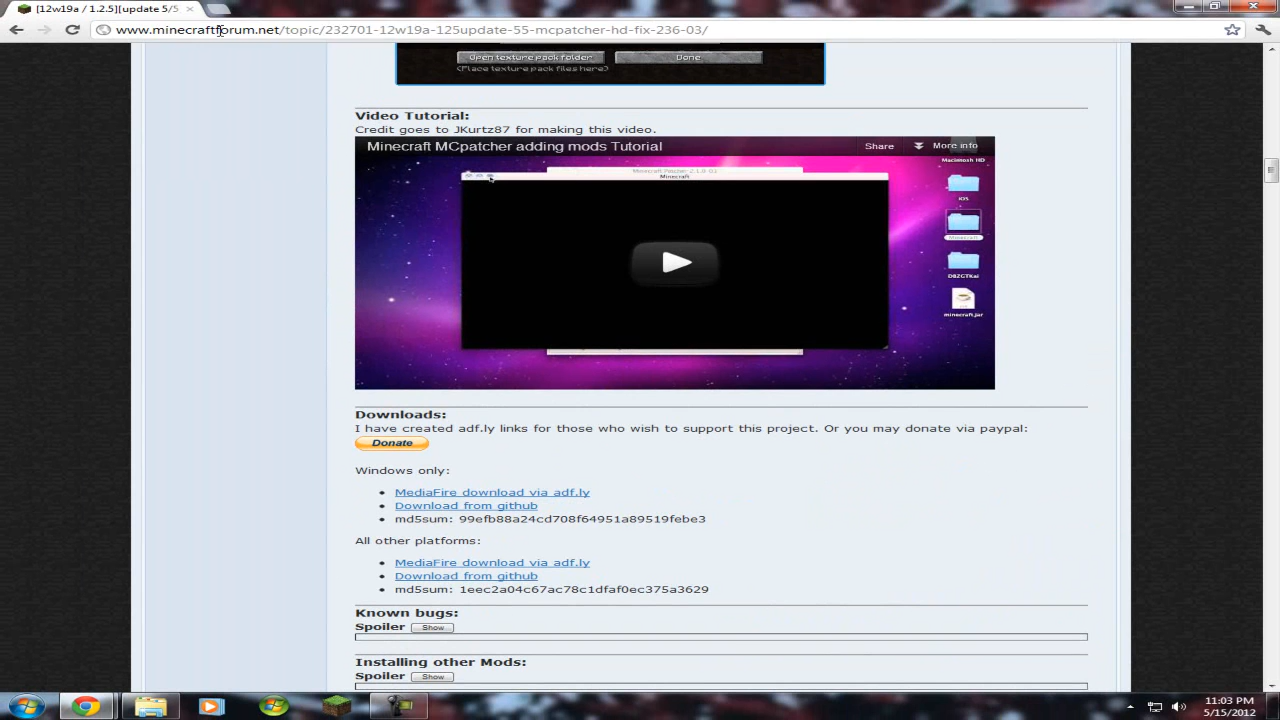 [12w19a / 1.2.5][update 5/5
www.minecraftforum.net/topic/232701-12w19a-125update-55-mcpatcher-hd-fix-236-03/
Open texture pack folder
Done
(Place texture pack files here)
Video Tutorial:
Credit goes to JKurtz87 for making this video.
Minecraft MCpatcher adding mods Tutorial
Share
More info
Macintosh HD
Minecraft
iOS
Minecraft
DBZGTKai
minecraft.jar
Downloads:
I have created adf.ly links for those who wish to support this project. Or you may donate via paypal:
Donate
Windows only:
MediaFire download via adf.ly
Download from github
md5sum: 99efb88a24cd708f64951a89519febe3
All other platforms:
MediaFire download via adf.ly
Download from github
md5sum: 1eec2a04c67ac78c1dfaf0ec375a3629
Known bugs:
Spoiler Show
Installing other Mods:
Spoiler Show
11:03 PM
5/15/2012